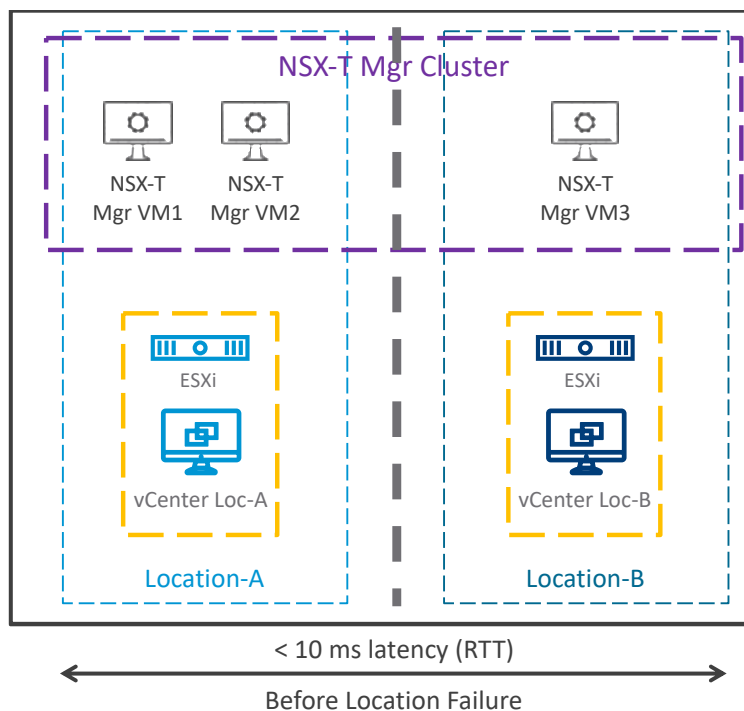 NSX-T Mgr Cluster
NSX-T
Mgr VM1
NSX-T
Mgr VM2
NSX-T
Mgr VM3
ESXi
vCenter Loc-A
ESXi
vCenter Loc-B
Location-A
Location-B
< 10 ms latency (RTT)
Before Location Failure